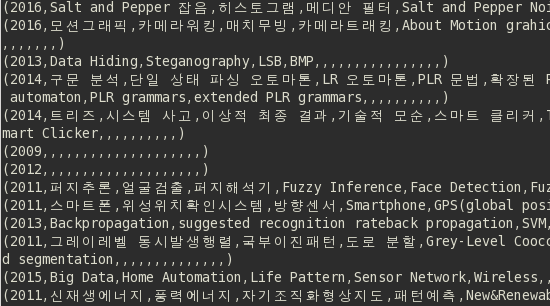 (2016,Salt and Pepper 잡음,히스토그램,메디안 필터,Salt and Pepper Noi
(2016,모션그래픽,카메라워킹,매치무빙,카메라트래킹,About Motion grahic
,,,,,,,)
(2013,Data Hiding,Steganography,LSB,BMP,,,,,,,,,,,,,,,,)
(2014,구문 분석,단일 상태 파싱 오토마톤,LR 오토마톤,PLR 문법,확장된 P
automaton,PLR grammars,extended PLR grammars,,,,,,,,,,)
(2014,트리즈,시스템 사고,이상적 최종 결과,기술적 모순,스마트 클리커,T
mart Clicker,,,,,,,,,,)
(2009,,,,,,,,,,,,,,,,,,,,)
(2012,,,,,,,,,,,,,,,,,,,,)
(2011,퍼지추론,얼굴검출,퍼지해석기,Fuzzy Inference,Face Detection,Fuz
(2011,스마트폰,위성위치확인시스템,방향센서,Smartphone,GPS(global posi
(2013,Backpropagation,suggested recognition rateback propagation,SVM,
(2011,그레이레벨 동시발생행렬,국부이진패턴,도로 분할,Grey-Level Cooc
d segmentation,,,,,,,,,,,,,,)
(2015,Big Data,Home Automation,Life Pattern,Sensor Network,Wireless,,
(2011,신재생에너지,풍력에너지,자기조직화형상지도,패턴예측,New&Renewab